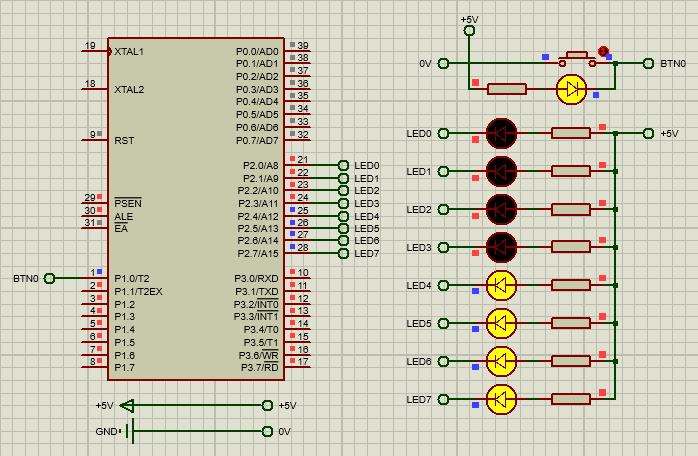 19 XTAL1 P0.0/AD0 39
P0.1/AD1 38
P0.2/AD2 37
18 XTAL2 P0.3/AD3 36
P0.4/AD4 35
P0.5/AD5 34
P0.6/AD6 33
9 RST P0.7/AD7 32
P2.0/A8 21 LED0
P2.1/A9 22 LED1
P2.2/A10 23 LED2
29 PSEN P2.3/A11 24 LED3
30 ALE P2.4/A12 25 LED4
31 EA P2.5/A13 26 LED5
P2.6/A14 27 LED6
P2.7/A15 28 LED7
BTN0 1 P1.0/T2 P3.0/RXD 10
2 P1.1/T2EX P3.1/TXD 11
3 P1.2 P3.2/INT0 12
4 P1.3 P3.3/INT1 13
5 P1.4 P3.4/T0 14
6 P1.5 P3.5/T1 15
7 P1.6 P3.6/WR 16
8 P1.7 P3.7/RD 17
+5V +5V
GND 0V
+5V
0V BTN0
LED0 +5V
LED1
LED2
LED3
LED4
LED5
LED6
LED7